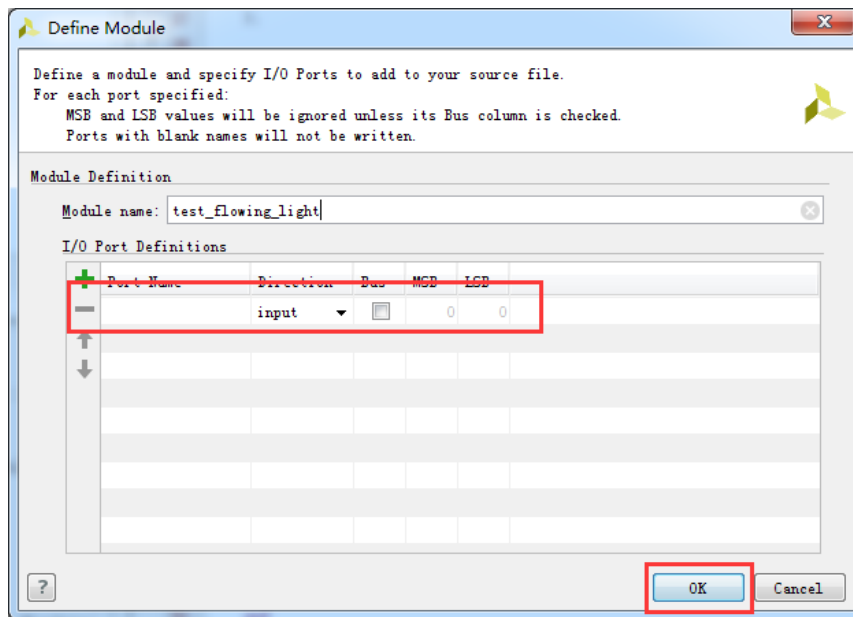 Define Module
Define a module and specify I/O Ports to add to your source file.
For each port specified:
MSB and LSB values will be ignored unless its Bus column is checked.
Ports with blank names will not be written.
Module Definition
Module name: test_flowing_light
I/O Port Definitions
Port Name Direction Bus MSB LSB
input 0 0
? OK Cancel